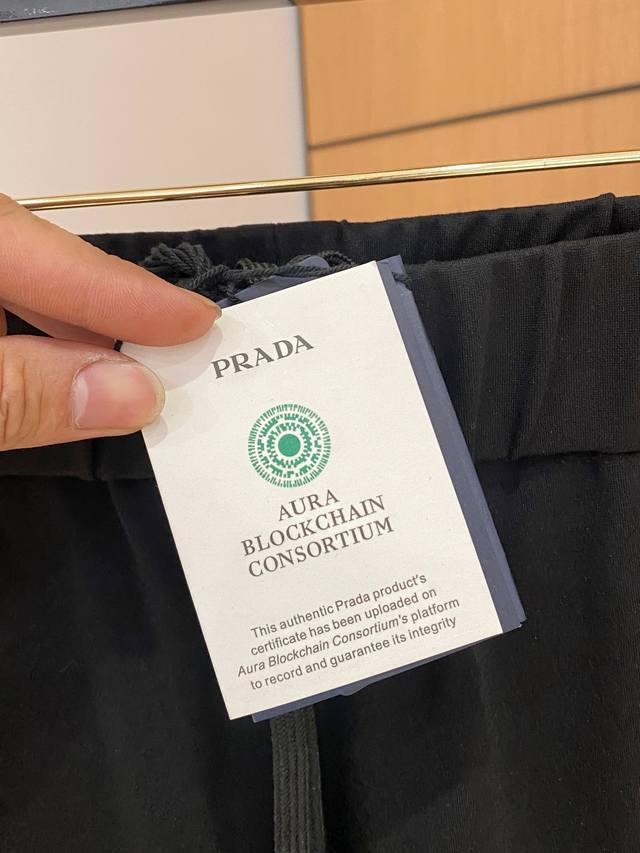 PRADA
AURA
BLOCKCHAIN
CONSORTIUM
This authentic Prada product's
certificate has been uploaded on
Aura Blockchain Consortium's platform
to record and guarantee its integrity